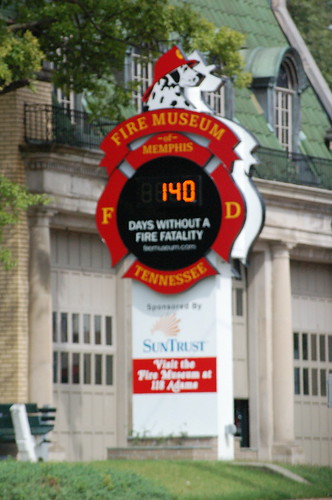 FIRE MUSEUM
of
MEMPHIS
140
F D
DAYS WITHOUT A
FIRE FATALITY
firemuseum.com
TENNESSEE
Sponsored By
SUNTRUST
Visit the
Fire Museum at
118 Adams